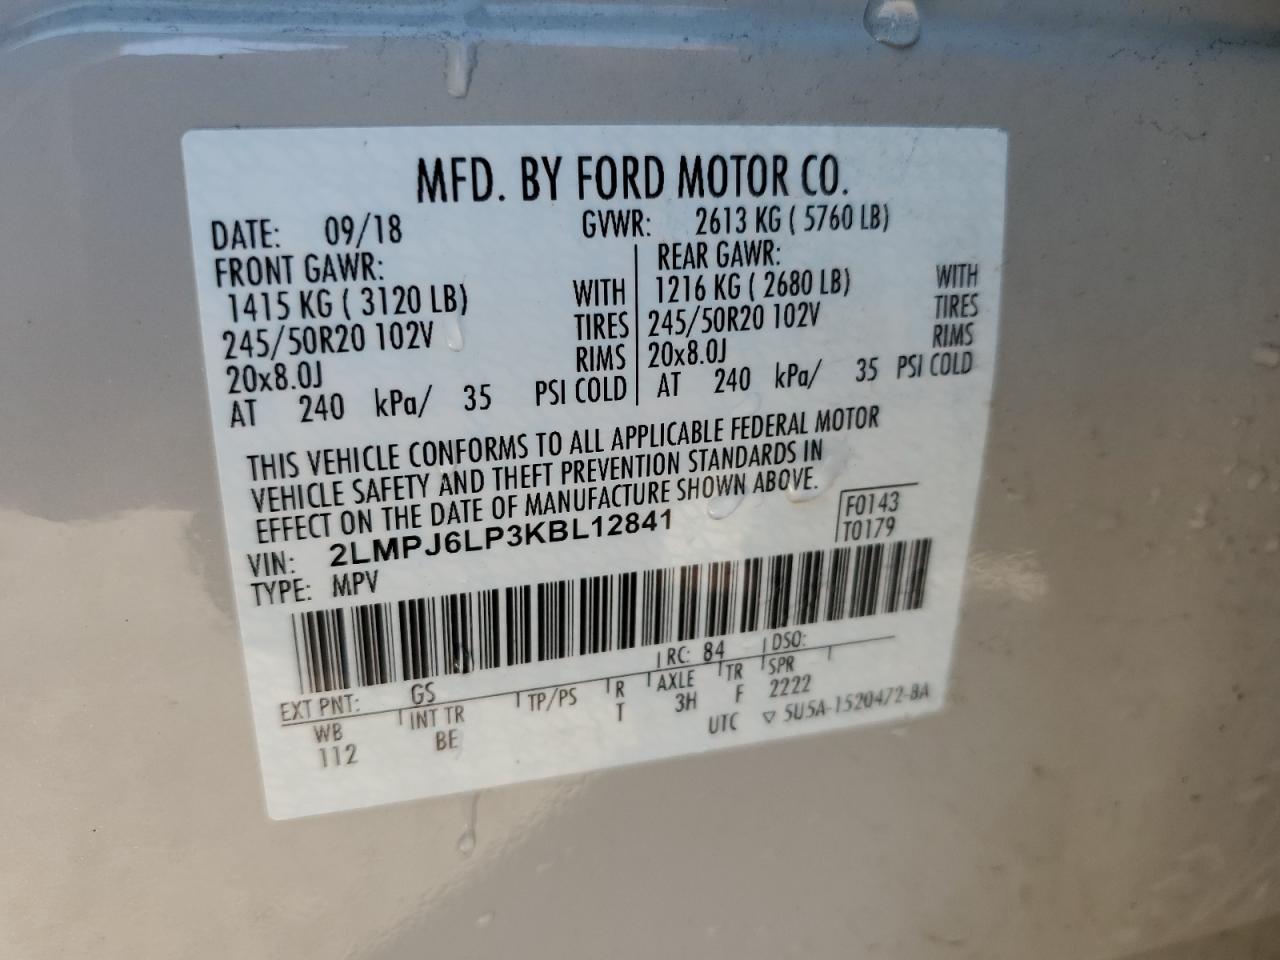 MFD. BY FORD MOTOR CO.
DATE: 09/18 GVWR: 2613 KG ( 5760 LB)
FRONT GAWR: REAR GAWR:
1415 KG ( 3120 LB) WITH 1216 KG ( 2680 LB) WITH
245/50R20 102V TIRES 245/50R20 102V TIRES
20x8.0J RIMS 20x8.0J RIMS
AT 240 kPa/ 35 PSI COLD AT 240 kPa/ 35 PSI COLD
THIS VEHICLE CONFORMS TO ALL APPLICABLE FEDERAL MOTOR
VEHICLE SAFETY AND THEFT PREVENTION STANDARDS IN
EFFECT ON THE DATE OF MANUFACTURE SHOWN ABOVE.
VIN: 2LMPJ6LP3KBL12841 F0143
TYPE: MPV T0179
EXT PNT: GS RC: 84 DSO:
WB INT TR TP/PS R AXLE TR SPR
112 BE T 3H F 2222
UTC ▽ 5U5A-1520472-BA